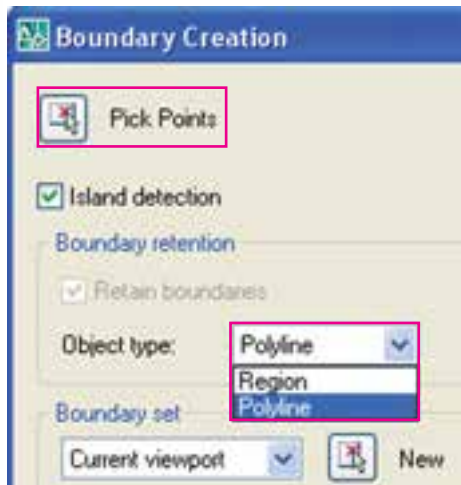 Boundary Creation
Pick Points
Island detection
Boundary retention
Retain boundaries
Object type:
Polyline
Region
Polyline
Boundary set
Current viewport
New